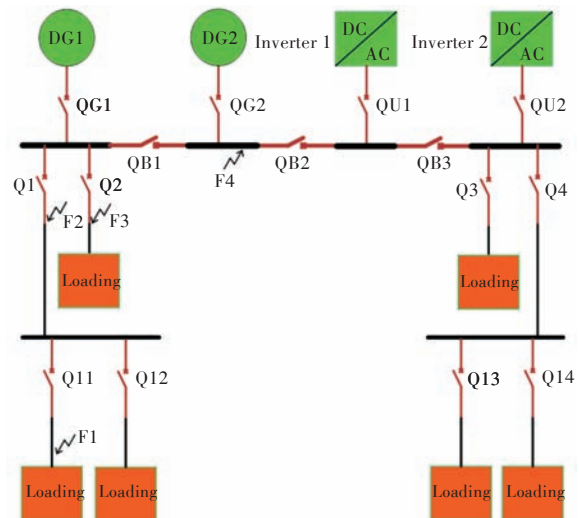 DG1
DG2
Inverter 1
DC
AC
Inverter 2
DC
AC
QG1
QG2
QU1
QU2
QB1
QB2
QB3
F4
Q1
Q2
Q3
Q4
F2
F3
Loading
Loading
Q11
Q12
Q13
Q14
F1
Loading
Loading
Loading
Loading